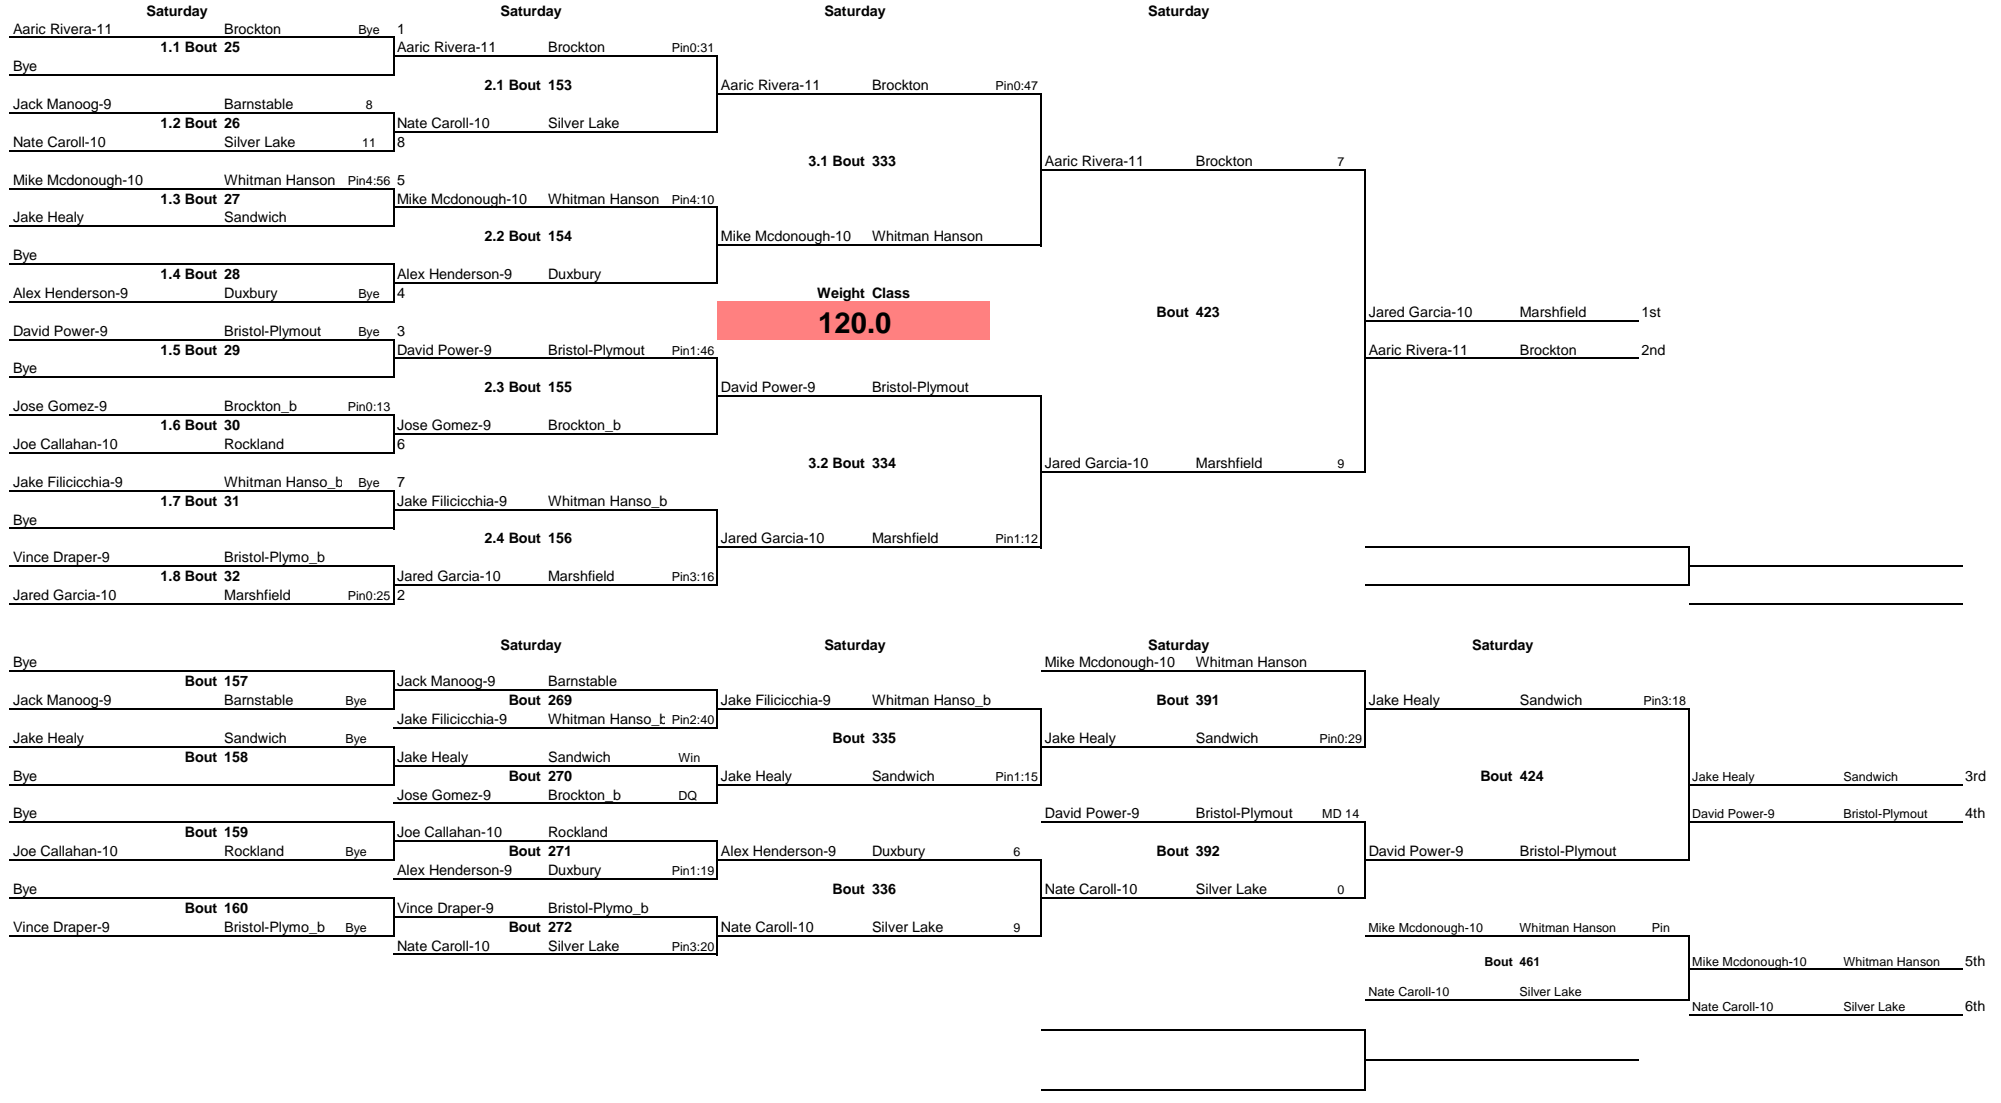 Saturday Saturday Saturday Saturday
Aaric Rivera-11 Brockton Bye 1
1.1 Bout 25 Aaric Rivera-11 Brockton Pin0:31
Bye
2.1 Bout 153 Aaric Rivera-11 Brockton Pin0:47
Jack Manoog-9 Barnstable 8
1.2 Bout 26 Nate Caroll-10 Silver Lake
Nate Caroll-10 Silver Lake 11 8
3.1 Bout 333 Aaric Rivera-11 Brockton 7
Mike Mcdonough-10 Whitman Hanson Pin4:56 5
1.3 Bout 27 Mike Mcdonough-10 Whitman Hanson Pin4:10
Jake Healy Sandwich
2.2 Bout 154 Mike Mcdonough-10 Whitman Hanson
Bye
1.4 Bout 28 Alex Henderson-9 Duxbury
Alex Henderson-9 Duxbury Bye 4 Weight Class
Bout 423 Jared Garcia-10 Marshfield 1st
120.0
David Power-9 Bristol-Plymout Bye 3
1.5 Bout 29 David Power-9 Bristol-Plymout Pin1:46 Aaric Rivera-11 Brockton 2nd
Bye
2.3 Bout 155 David Power-9 Bristol-Plymout
Jose Gomez-9 Brockton_b Pin0:13
1.6 Bout 30 Jose Gomez-9 Brockton_b
Joe Callahan-10 Rockland 6
3.2 Bout 334 Jared Garcia-10 Marshfield 9
Jake Filicicchia-9 Whitman Hanso_b Bye 7
1.7 Bout 31 Jake Filicicchia-9 Whitman Hanso_b
Bye
2.4 Bout 156 Jared Garcia-10 Marshfield Pin1:12
Vince Draper-9 Bristol-Plymo_b
1.8 Bout 32 Jared Garcia-10 Marshfield Pin3:16
Jared Garcia-10 Marshfield Pin0:25 2
Saturday Saturday Saturday Saturday
Bye Mike Mcdonough-10 Whitman Hanson
Bout 157 Jack Manoog-9 Barnstable
Jack Manoog-9 Barnstable Bye Bout 269 Jake Filicicchia-9 Whitman Hanso_b Bout 391 Jake Healy Sandwich Pin3:18
Jake Filicicchia-9 Whitman Hanso_b Pin2:40
Jake Healy Sandwich Bye Bout 335 Jake Healy Sandwich Pin0:29
Bout 158 Jake Healy Sandwich Win
Bye Bout 270 Jake Healy Sandwich Pin1:15 Bout 424 Jake Healy Sandwich 3rd
Jose Gomez-9 Brockton_b DQ
Bye David Power-9 Bristol-Plymout MD 14 David Power-9 Bristol-Plymout 4th
Bout 159 Joe Callahan-10 Rockland
Joe Callahan-10 Rockland Bye Bout 271 Alex Henderson-9 Duxbury 6 Bout 392 David Power-9 Bristol-Plymout
Alex Henderson-9 Duxbury Pin1:19
Bye Bout 336 Nate Caroll-10 Silver Lake 0
Bout 160 Vince Draper-9 Bristol-Plymo_b
Vince Draper-9 Bristol-Plymo_b Bye Bout 272 Nate Caroll-10 Silver Lake 9 Mike Mcdonough-10 Whitman Hanson Pin
Nate Caroll-10 Silver Lake Pin3:20
Bout 461 Mike Mcdonough-10 Whitman Hanson 5th
Nate Caroll-10 Silver Lake
Nate Caroll-10 Silver Lake 6th